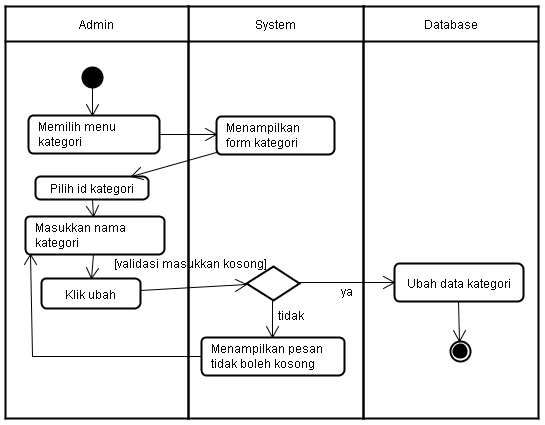 Admin
System
Database
Memilih menu
kategori
Menampilkan
form kategori
Pilih id kategori
Masukkan nama
kategori
[validasi masukkan kosong]
Klik ubah
ya
Ubah data kategori
tidak
Menampilkan pesan
tidak boleh kosong